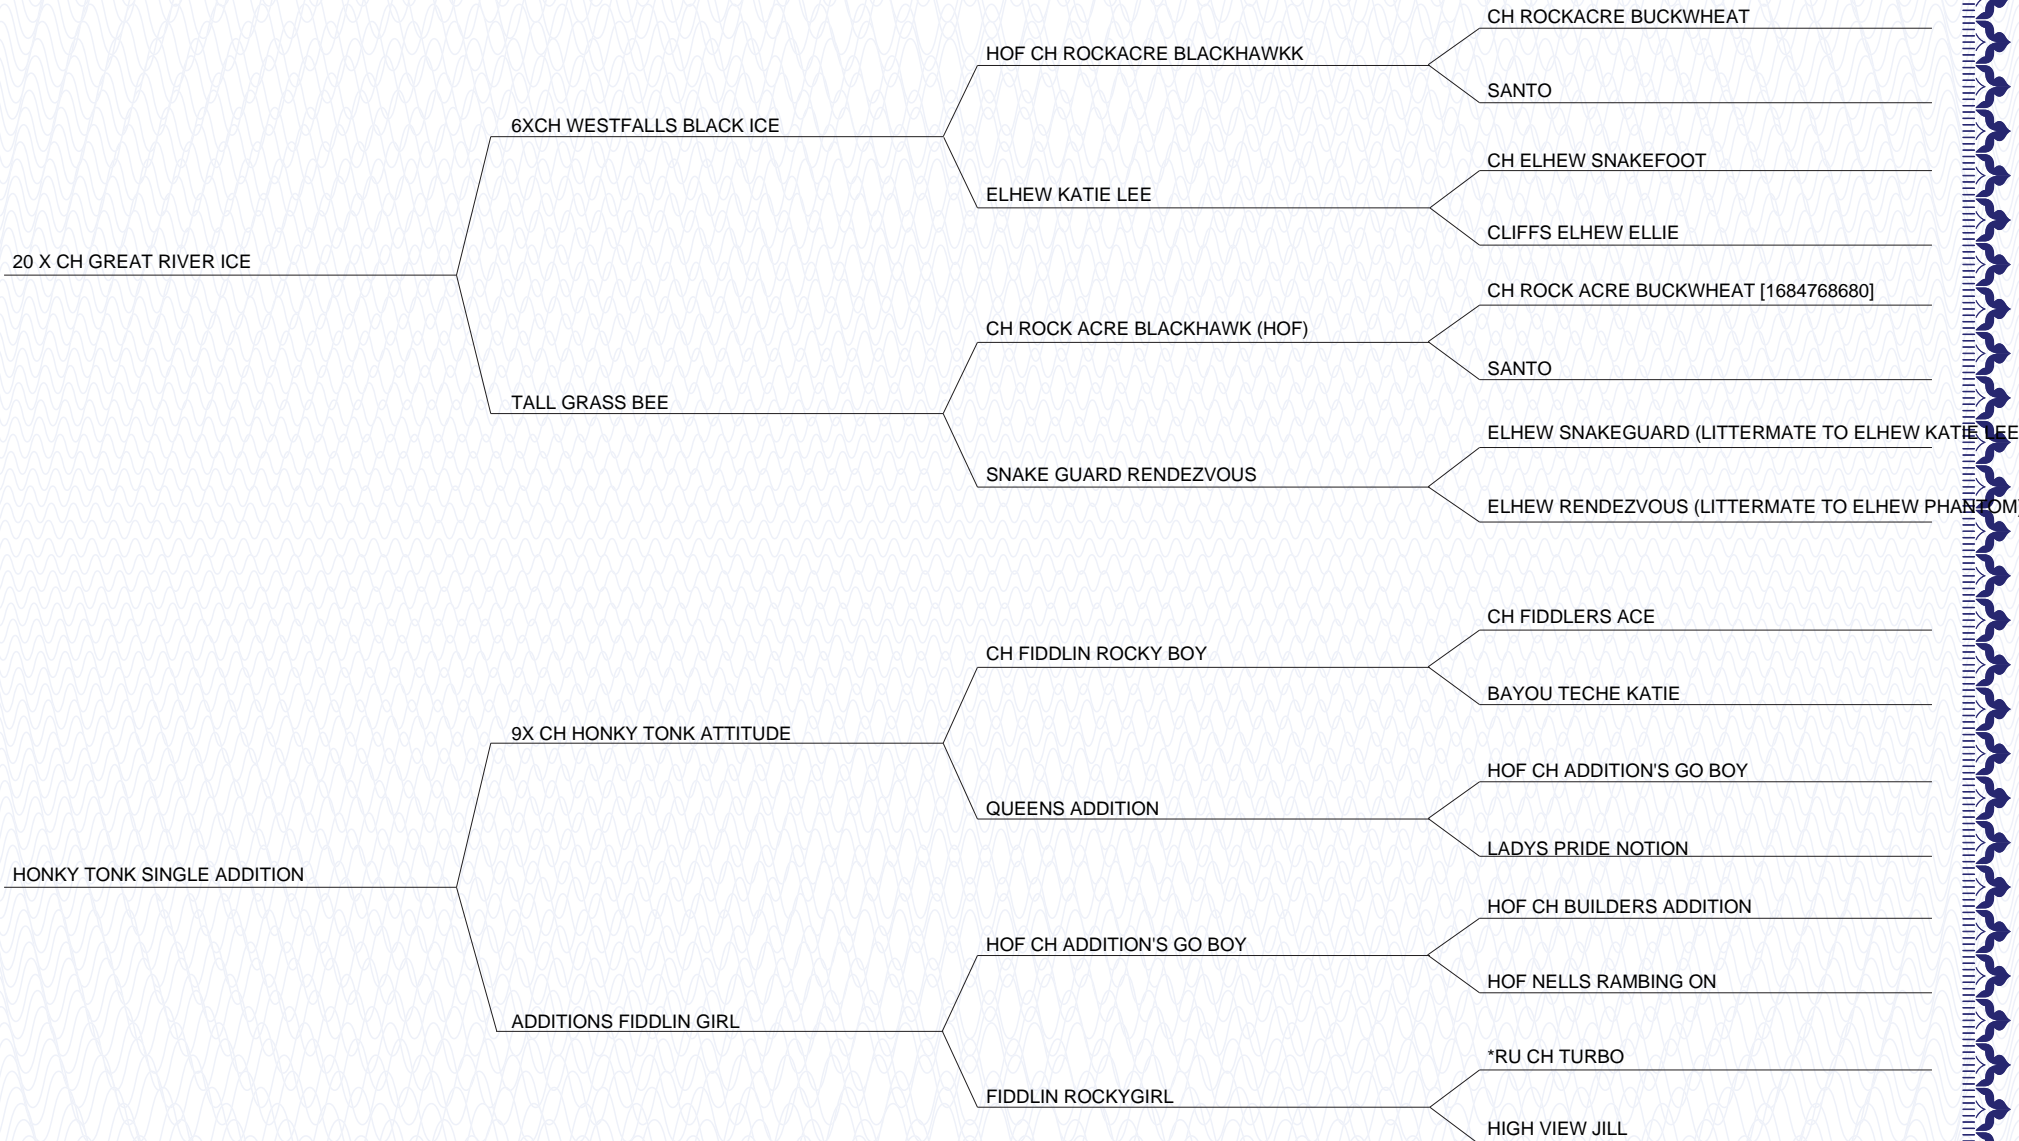 CH ROCKACRE BUCKWHEAT
HOF CH ROCKACRE BLACKHAWKK
SANTO
6XCH WESTFALLS BLACK ICE
CH ELHEW SNAKEFOOT
ELHEW KATIE LEE
CLIFFS ELHEW ELLIE
20 X CH GREAT RIVER ICE
CH ROCK ACRE BUCKWHEAT [1684768680]
CH ROCK ACRE BLACKHAWK (HOF)
SANTO
TALL GRASS BEE
ELHEW SNAKEGUARD (LITTERMATE TO ELHEW KATIE LEE
SNAKE GUARD RENDEZVOUS
ELHEW RENDEZVOUS (LITTERMATE TO ELHEW PHANTOM)
CH FIDDLERS ACE
CH FIDDLIN ROCKY BOY
BAYOU TECHE KATIE
9X CH HONKY TONK ATTITUDE
HOF CH ADDITION'S GO BOY
QUEENS ADDITION
LADYS PRIDE NOTION
HONKY TONK SINGLE ADDITION
HOF CH BUILDERS ADDITION
HOF CH ADDITION'S GO BOY
HOF NELLS RAMBING ON
ADDITIONS FIDDLIN GIRL
*RU CH TURBO
FIDDLIN ROCKYGIRL
HIGH VIEW JILL